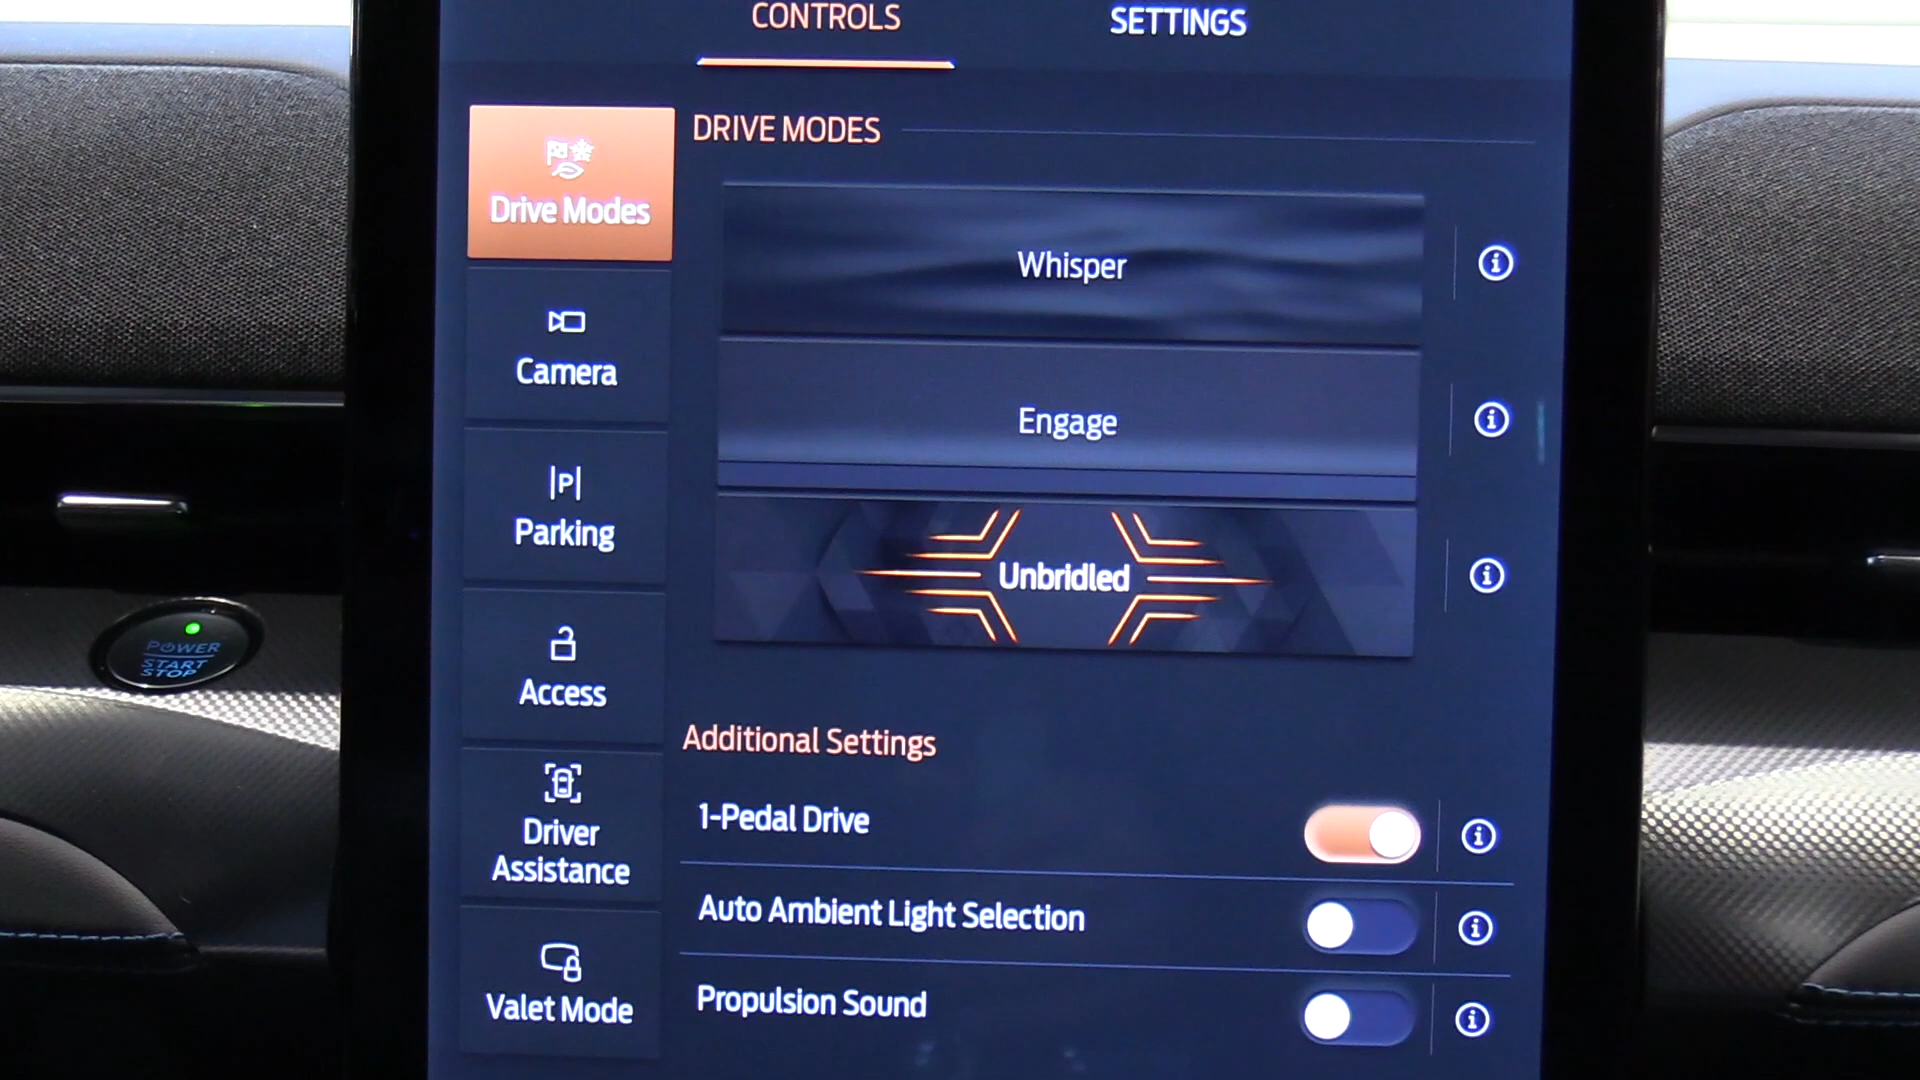 CONTROLS
SETTINGS
Drive Modes
DRIVE MODES
Whisper
Camera
Engage
Parking
Unbridled
POWER
START
STOP
Access
Additional Settings
1-Pedal Drive
Driver
Assistance
Auto Ambient Light Selection
Valet Mode
Propulsion Sound